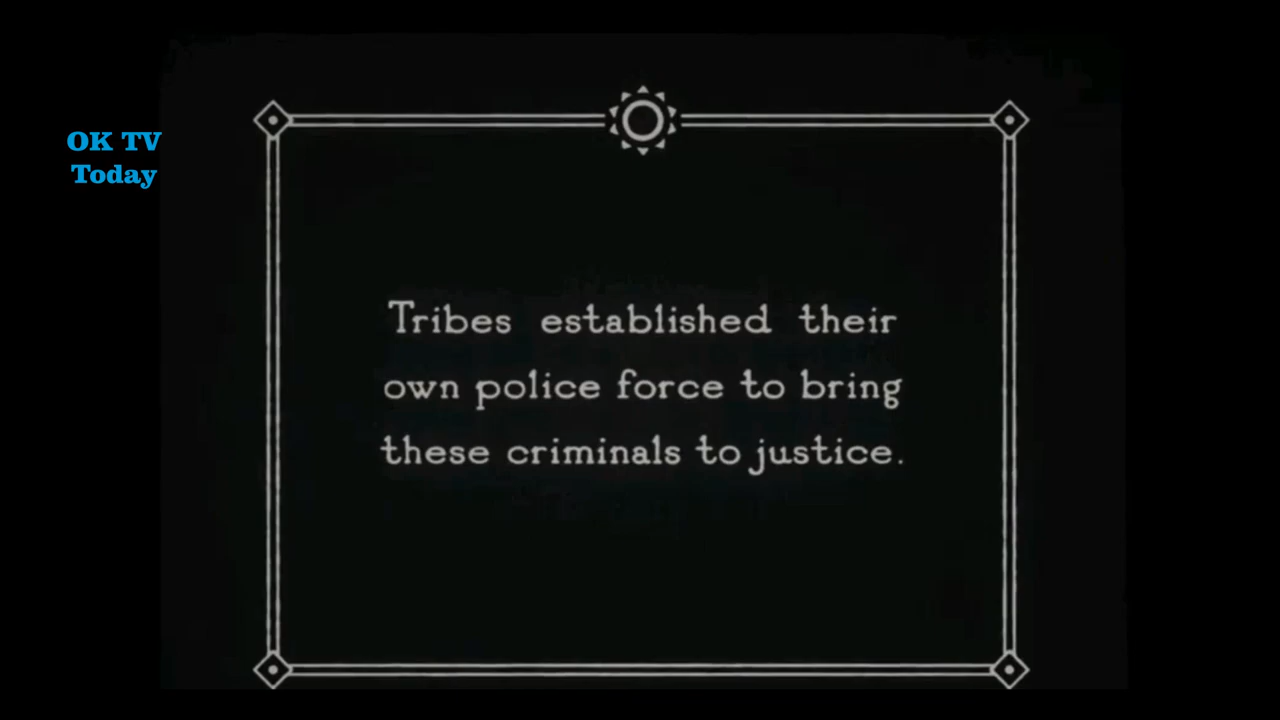 OK TV
Today
Tribes established their
own police force to bring
these criminals to justice.